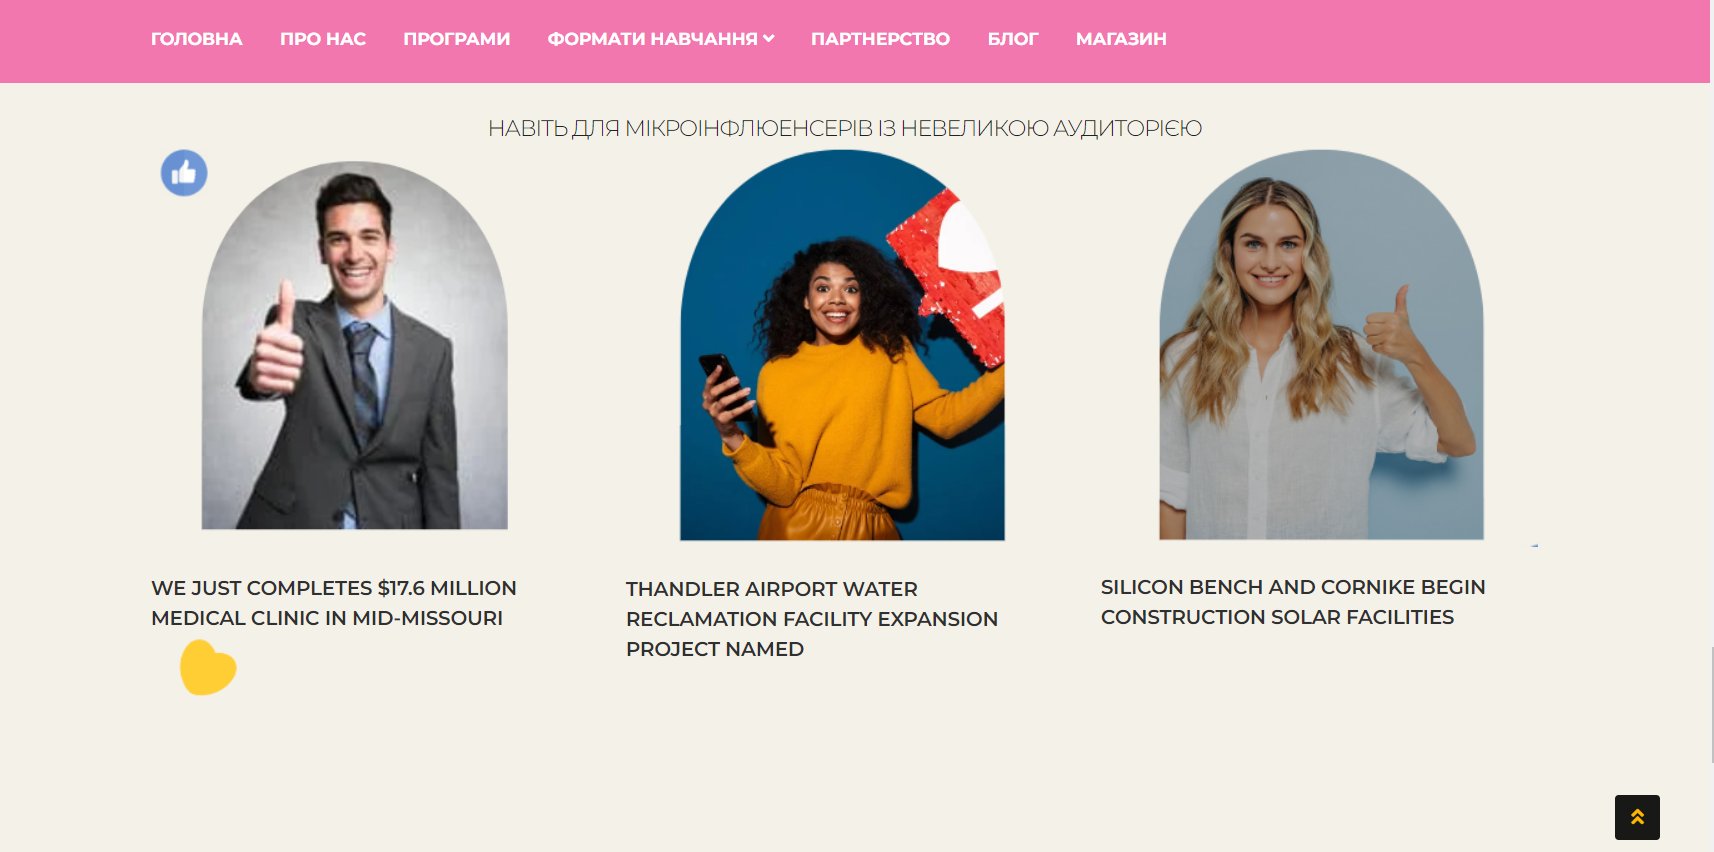 ГОЛОВНА ПРО НАС ПРОГРАМИ ФОРМАТИ НАВЧАННЯ ПАРТНЕРСТВО БЛОГ МАГАЗИН
НАВІТЬ ДЛЯ МІКРОІНФЛЮЕНСЕРІВ ІЗ НЕВЕЛИКОЮ АУДИТОРІЄЮ
WE JUST COMPLETES $17.6 MILLION
MEDICAL CLINIC IN MID-MISSOURI
THANDLER AIRPORT WATER
RECLAMATION FACILITY EXPANSION
PROJECT NAMED
SILICON BENCH AND CORNIKE BEGIN
CONSTRUCTION SOLAR FACILITIES